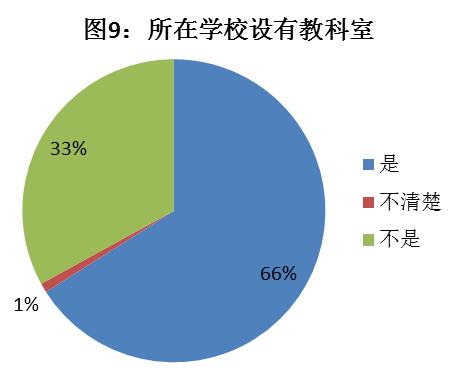 图9：所在学校设有教科室
33%
是
不清楚
不是
66%
1%